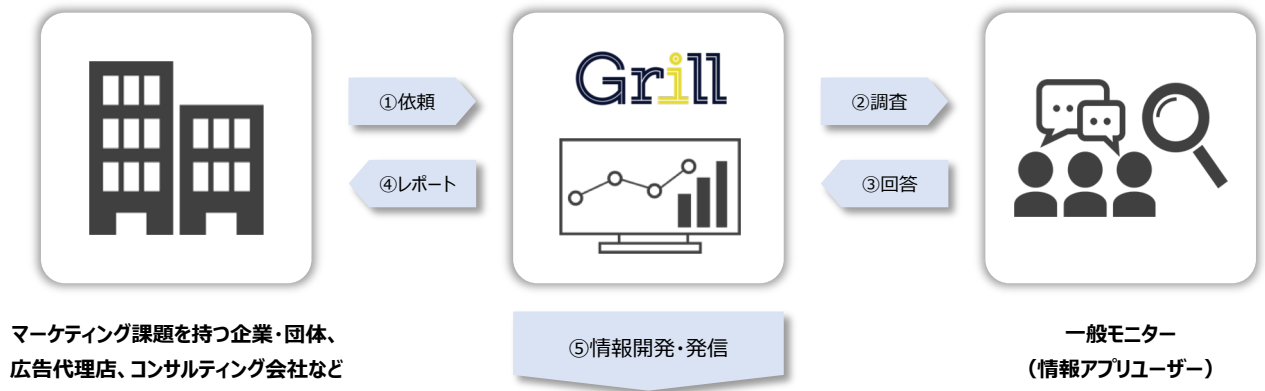 Grill
①依頼
②調査
④レポート
③回答
マーケティング課題を持つ企業・団体、
広告代理店、コンサルティング会社など
⑤情報開発・発信
一般モニター
（情報アプリユーザー）